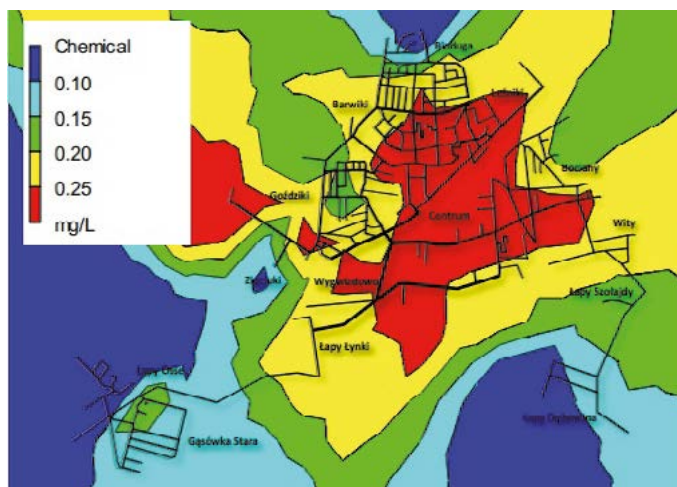 Chemical
0.10
0.15
0.20
0.25
mg/L
Barwiki
Goździki
Bociany
Centrum
Wity
Wygwizdowo
Łapy Szołajdy
Łapy Łynki
Łapy Osse
Gąsówka Stara